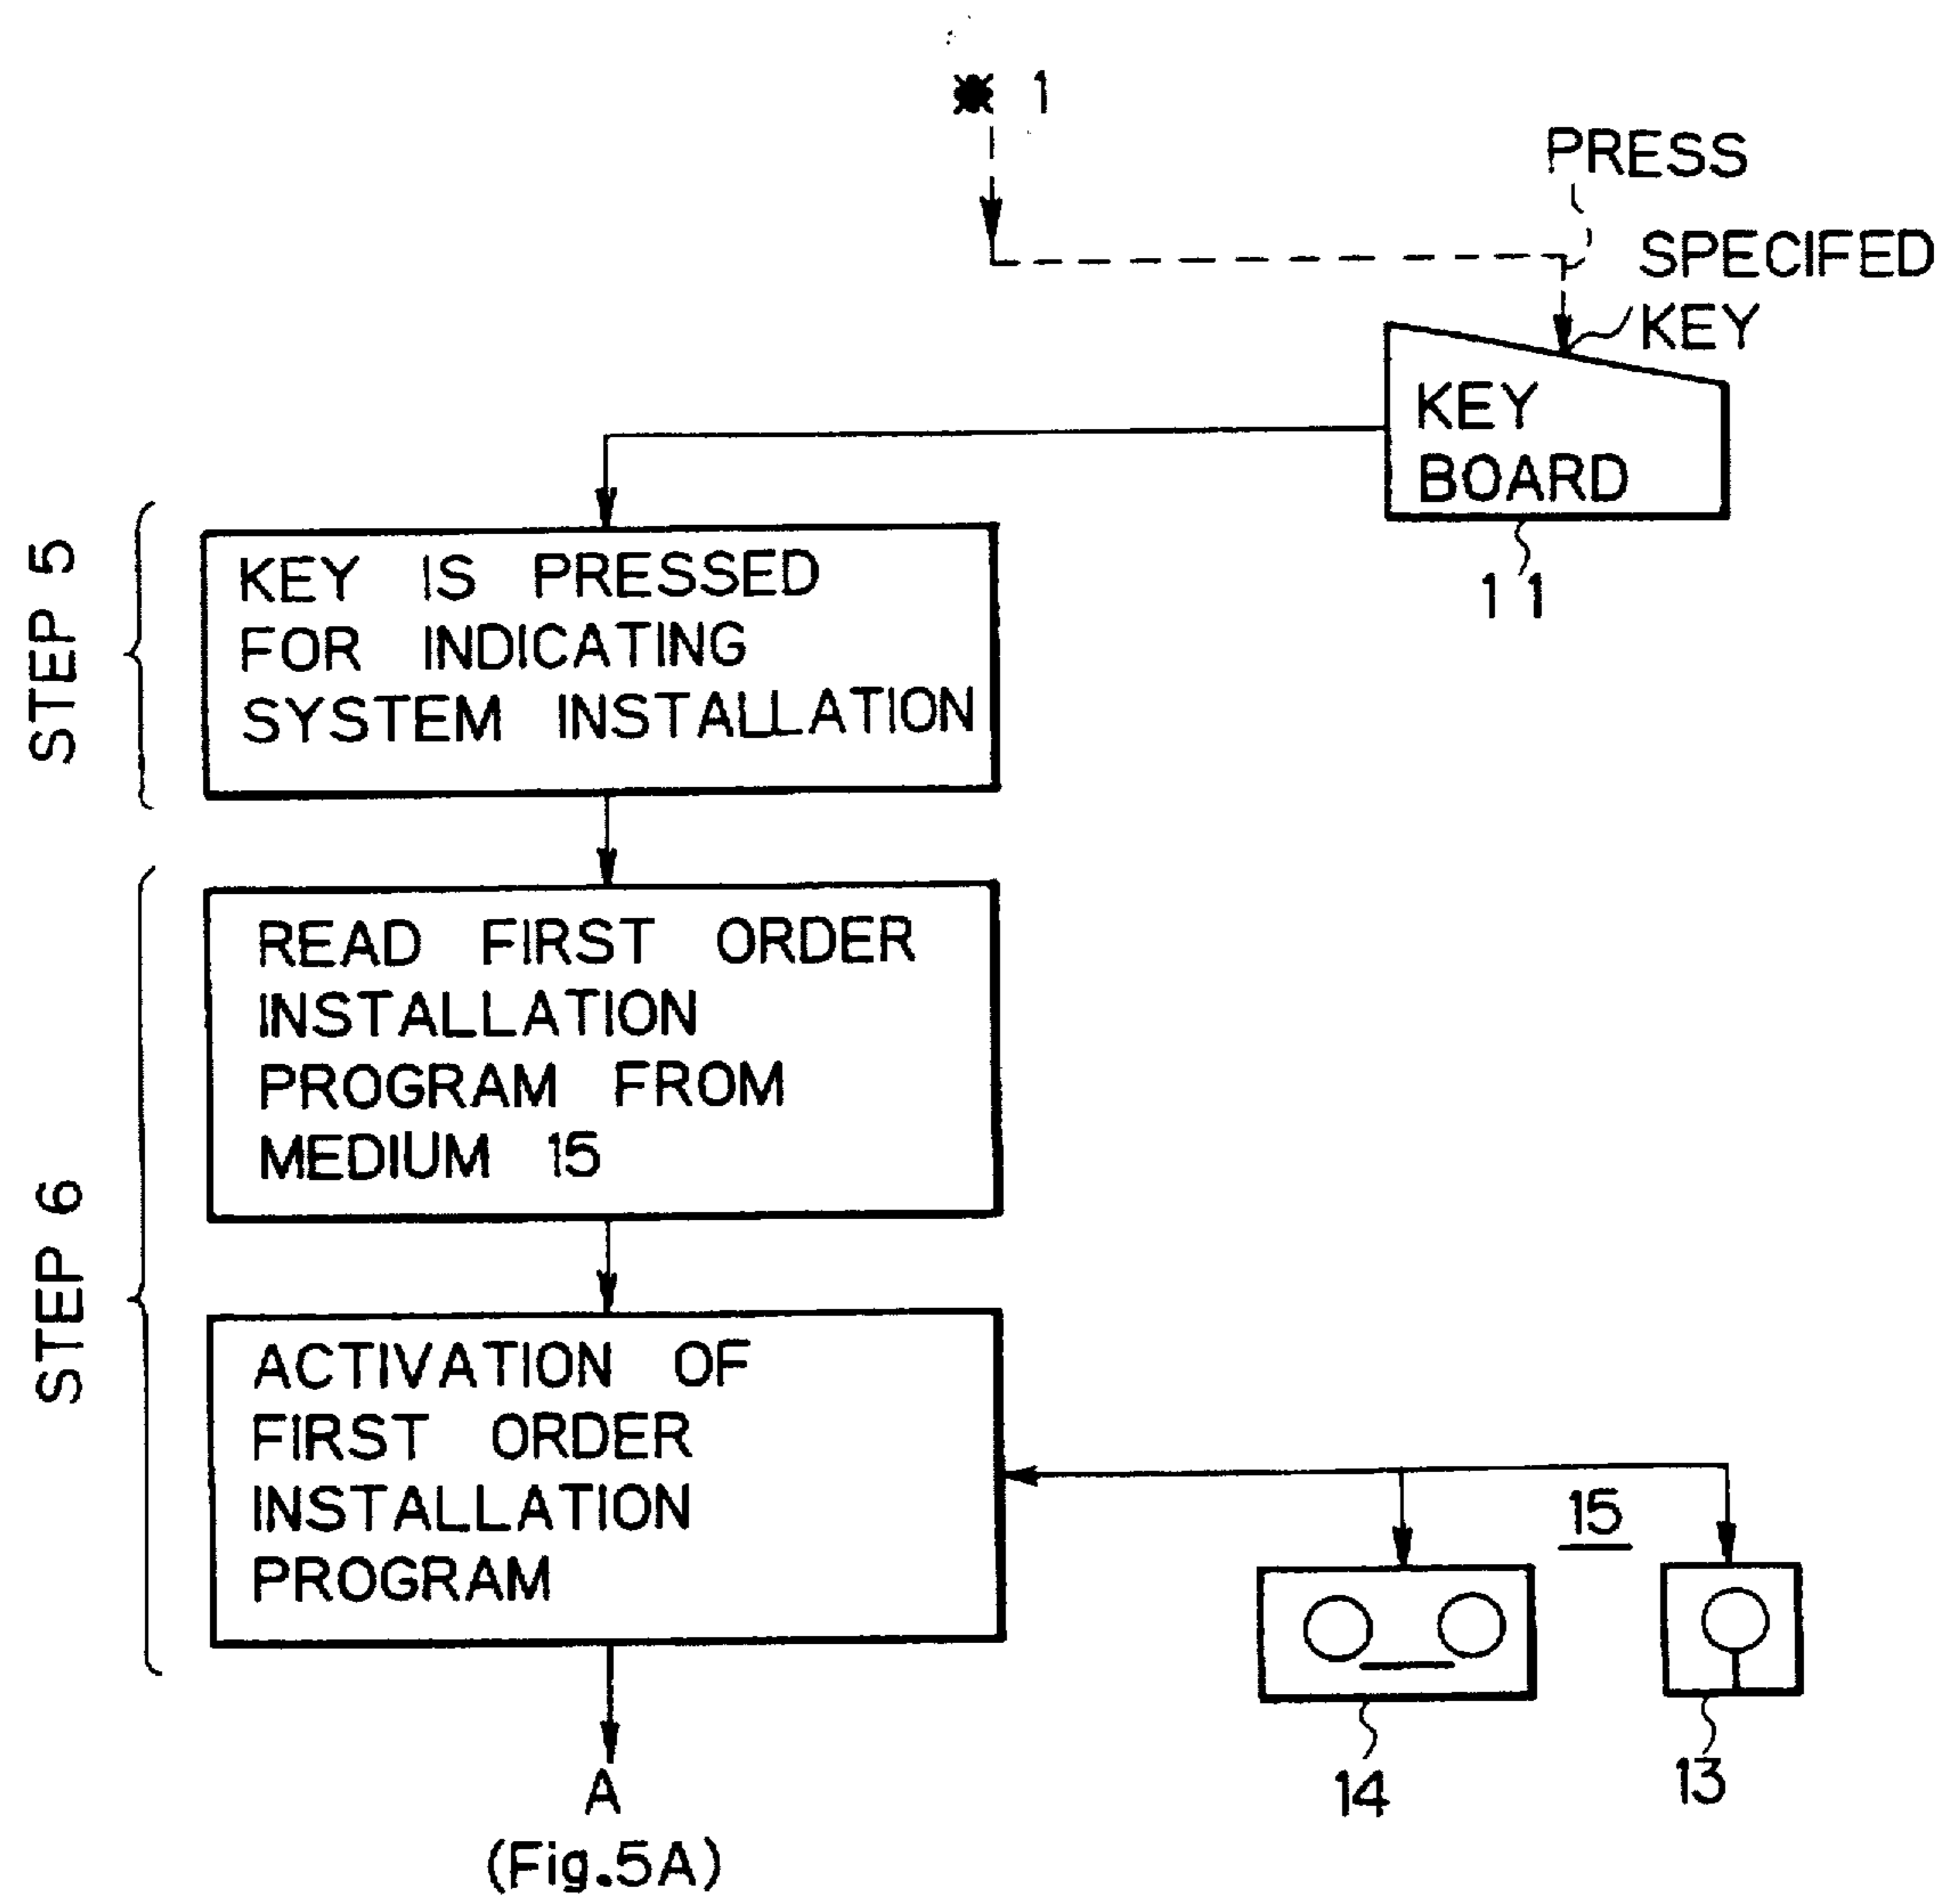 ※ 1
PRESS
SPECIFED
KEY
KEY
BOARD
11
STEP 5
KEY IS PRESSED
FOR INDICATING
SYSTEM INSTALLATION
STEP 6
READ FIRST ORDER
INSTALLATION
PROGRAM FROM
MEDIUM 15
ACTIVATION OF
FIRST ORDER
INSTALLATION
PROGRAM
15
14
13
A
(Fig.5A)